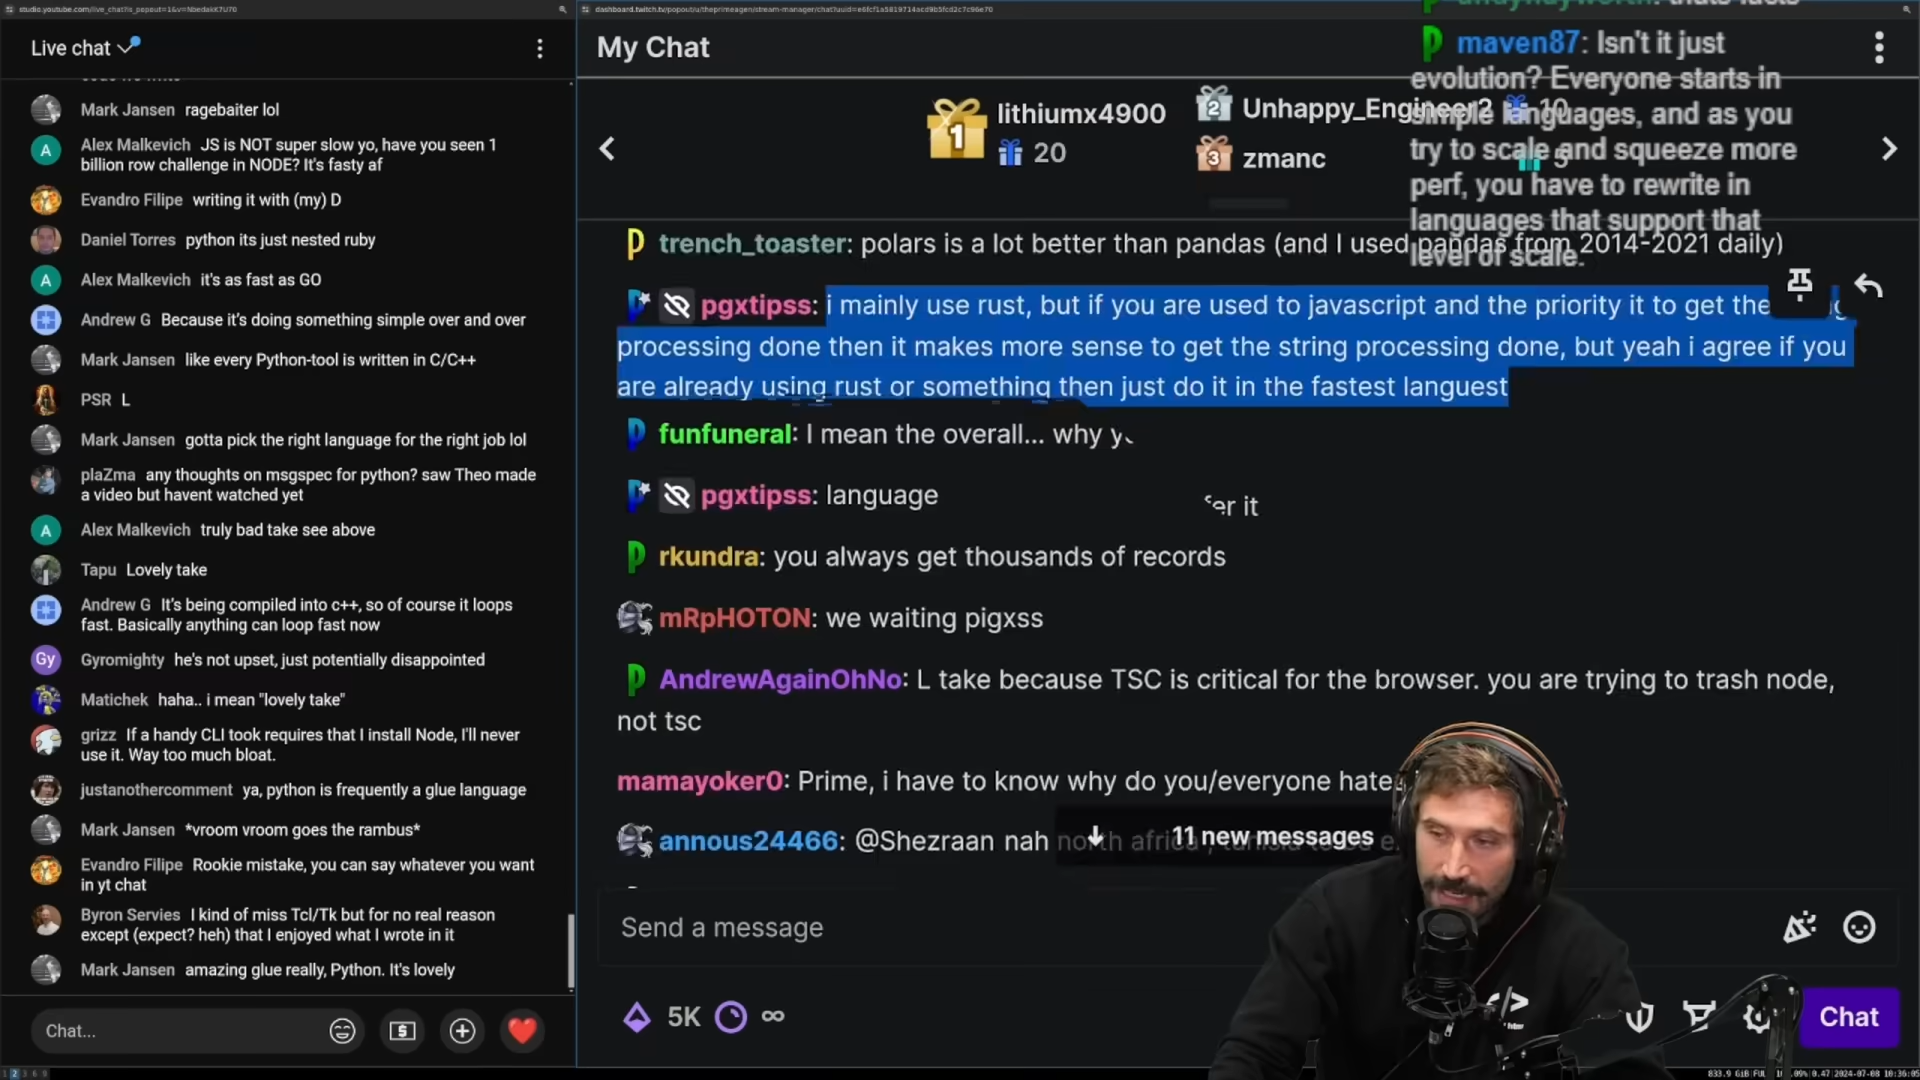 studio.youtube.com/live_chat?is_popout=1&v=NbedakK7U70
Live chat
Mark Jansen ragebaiter lol
Alex Malkevich JS is NOT super slow yo, have you seen 1
billion row challenge in NODE? It's fasty af
Evandro Filipe writing it with (my) D
Daniel Torres python its just nested ruby
Alex Malkevich it's as fast as GO
Andrew G Because it's doing something simple over and over
Mark Jansen like every Python-tool is written in C/C++
PSR L
Mark Jansen gotta pick the right language for the right job lol
plaZma any thoughts on msgspec for python? saw Theo made
a video but havent watched yet
Alex Malkevich truly bad take see above
Tapu Lovely take
Andrew G It's being compiled into c++, so of course it loops
fast. Basically anything can loop fast now
Gy
Gyromighty he's not upset, just potentially disappointed
Matichek haha.. i mean "lovely take"
grizz If a handy CLI took requires that I install Node, I'll never
use it. Way too much bloat.
justanothercomment ya, python is frequently a glue language
Mark Jansen *vroom vroom goes the rambus*
Evandro Filipe Rookie mistake, you can say whatever you want
in yt chat
Byron Servies I kind of miss Tcl/Tk but for no real reason
except (expect? heh) that I enjoyed what I wrote in it
Mark Jansen amazing glue really, Python. It's lovely
Chat...
My Chat
1 lithiumx4900
20
2 Unhappy_Engineer2 10
3 zmanc 5
maven87: Isn't it just
evolution? Everyone starts in
simple languages, and as you
try to scale and squeeze more
perf, you have to rewrite in
languages that support that
level of scale.
trench_toaster: polars is a lot better than pandas (and I used pandas from 2014-2021 daily)
pgxtipss: i mainly use rust, but if you are used to javascript and the priority it to get the
processing done then it makes more sense to get the string processing done, but yeah i agree if you
are already using rust or something then just do it in the fastest languest
funfuneral: I mean the overall... why
pgxtipss: language
it
rkundra: you always get thousands of records
mRpHOTON: we waiting pigxss
AndrewAgainOhNo: L take because TSC is critical for the browser. you are trying to trash node,
not tsc
mamayoker0: Prime, i have to know why do you/everyone hate
annous24466: @Shezraan nah north africa
11 new messages
Send a message
5K ∞
Chat